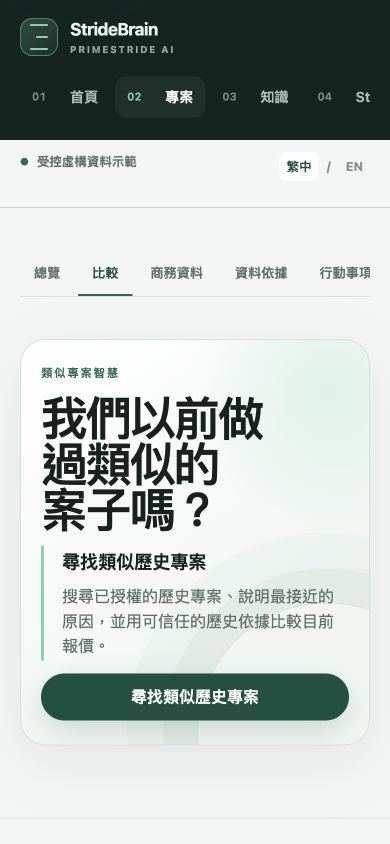 StrideBrain
PRIMESTRIDE AI
01 首頁 02 專案 03 知識 04 St
受控虛構資料示範
繁中 / EN
總覽 比較 商務資料 資料依據 行動事項
類似專案智慧
我們以前做
過類似的
案子嗎？
尋找類似歷史專案
搜尋已授權的歷史專案、說明最接近的
原因，並用可信任的歷史依據比較目前
報價。
尋找類似歷史專案